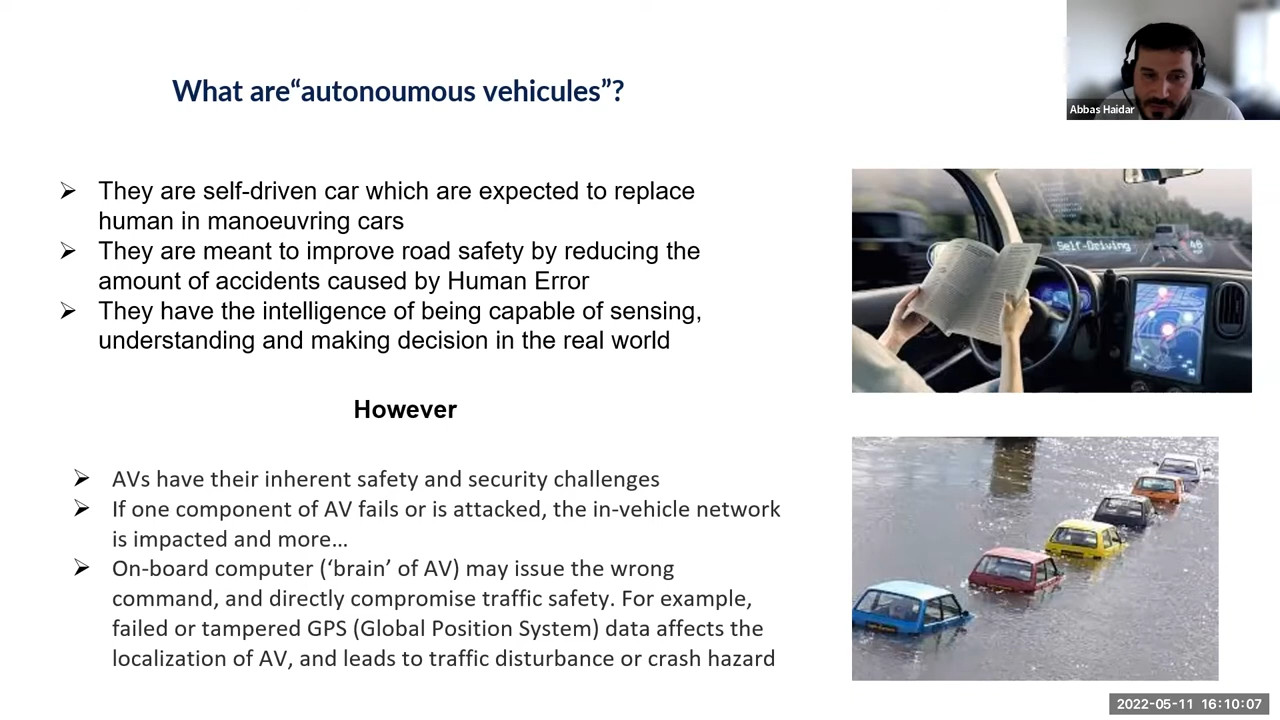 What are“autonoumous vehicules”?
Abbas Haidar
They are self-driven car which are expected to replace
human in manoeuvring cars
They are meant to improve road safety by reducing the
amount of accidents caused by Human Error
They have the intelligence of being capable of sensing,
understanding and making decision in the real world
Self-Driving
However
AVs have their inherent safety and security challenges
If one component of AV fails or is attacked, the in-vehicle network
is impacted and more…
On-board computer (‘brain’ of AV) may issue the wrong
command, and directly compromise traffic safety. For example,
failed or tampered GPS (Global Position System) data affects the
localization of AV, and leads to traffic disturbance or crash hazard
2022-05-11 16:10:07